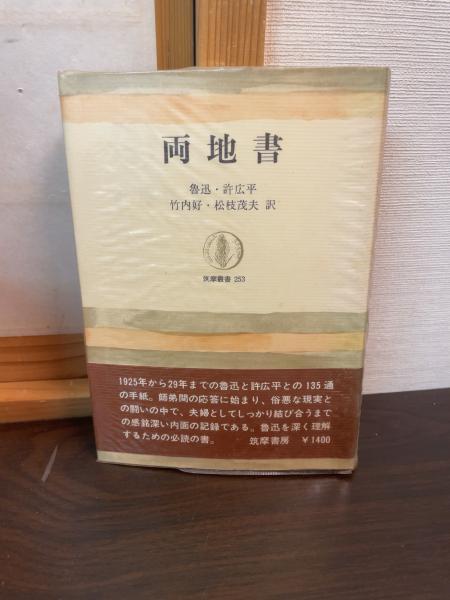 両地書
魯迅・許広平
竹内好・松枝茂夫 訳
筑摩叢書 253
1925年から29年までの魯迅と許広平との135通
の手紙。師弟間の応答に始まり、俗悪な現実と
の闘いの中で、夫婦としてしっかり結び合うまで
の感銘深い内面の記録である。魯迅を深く理解
するための必読の書。 筑摩書房 ￥1400